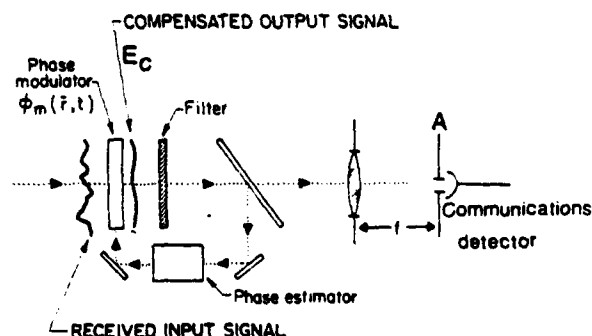 COMPENSATED OUTPUT SIGNAL
E_C
Phase
modulator
ϕ_m(r̄,t)
Filter
A
f
Communications
detector
Phase estimator
RECEIVED INPUT SIGNAL